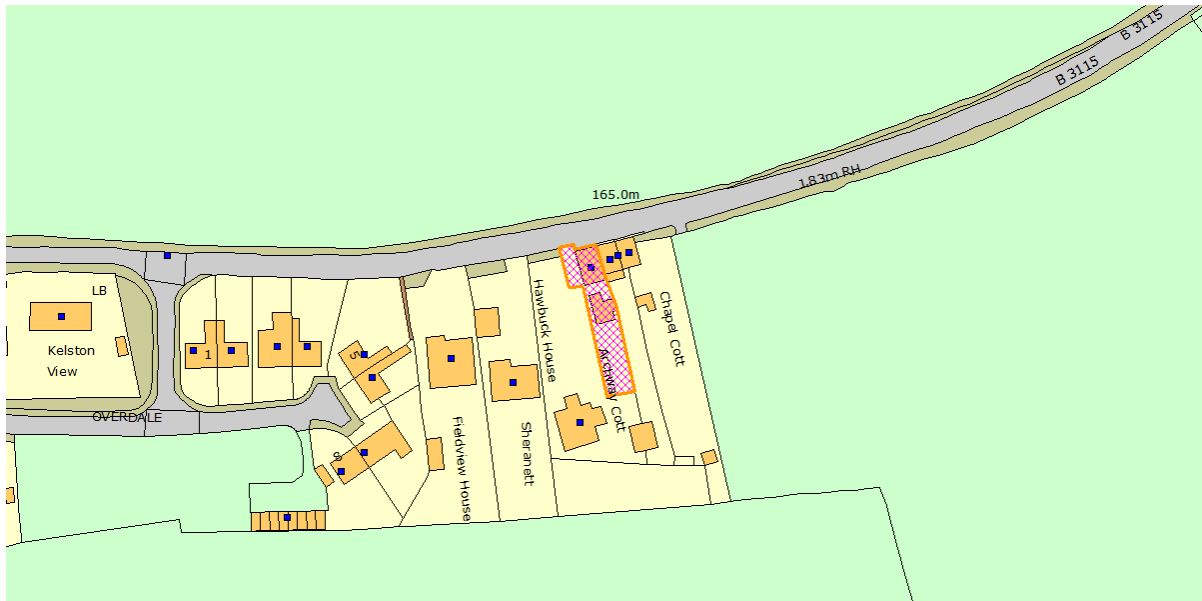 B 3115
B 3115
1.83m RH
165.0m
LB
Kelston
View
1
5
Hawbuck House
Chapel Cott
Archway Cott
OVERDALE
Fieldview House
Sheranett